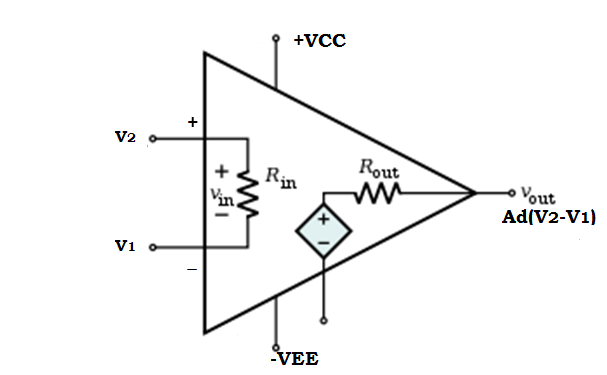 +VCC
+
V2
+
Rin
vin
−
Rout
vout
Ad(V2-V1)
+
−
V1
−
-VEE